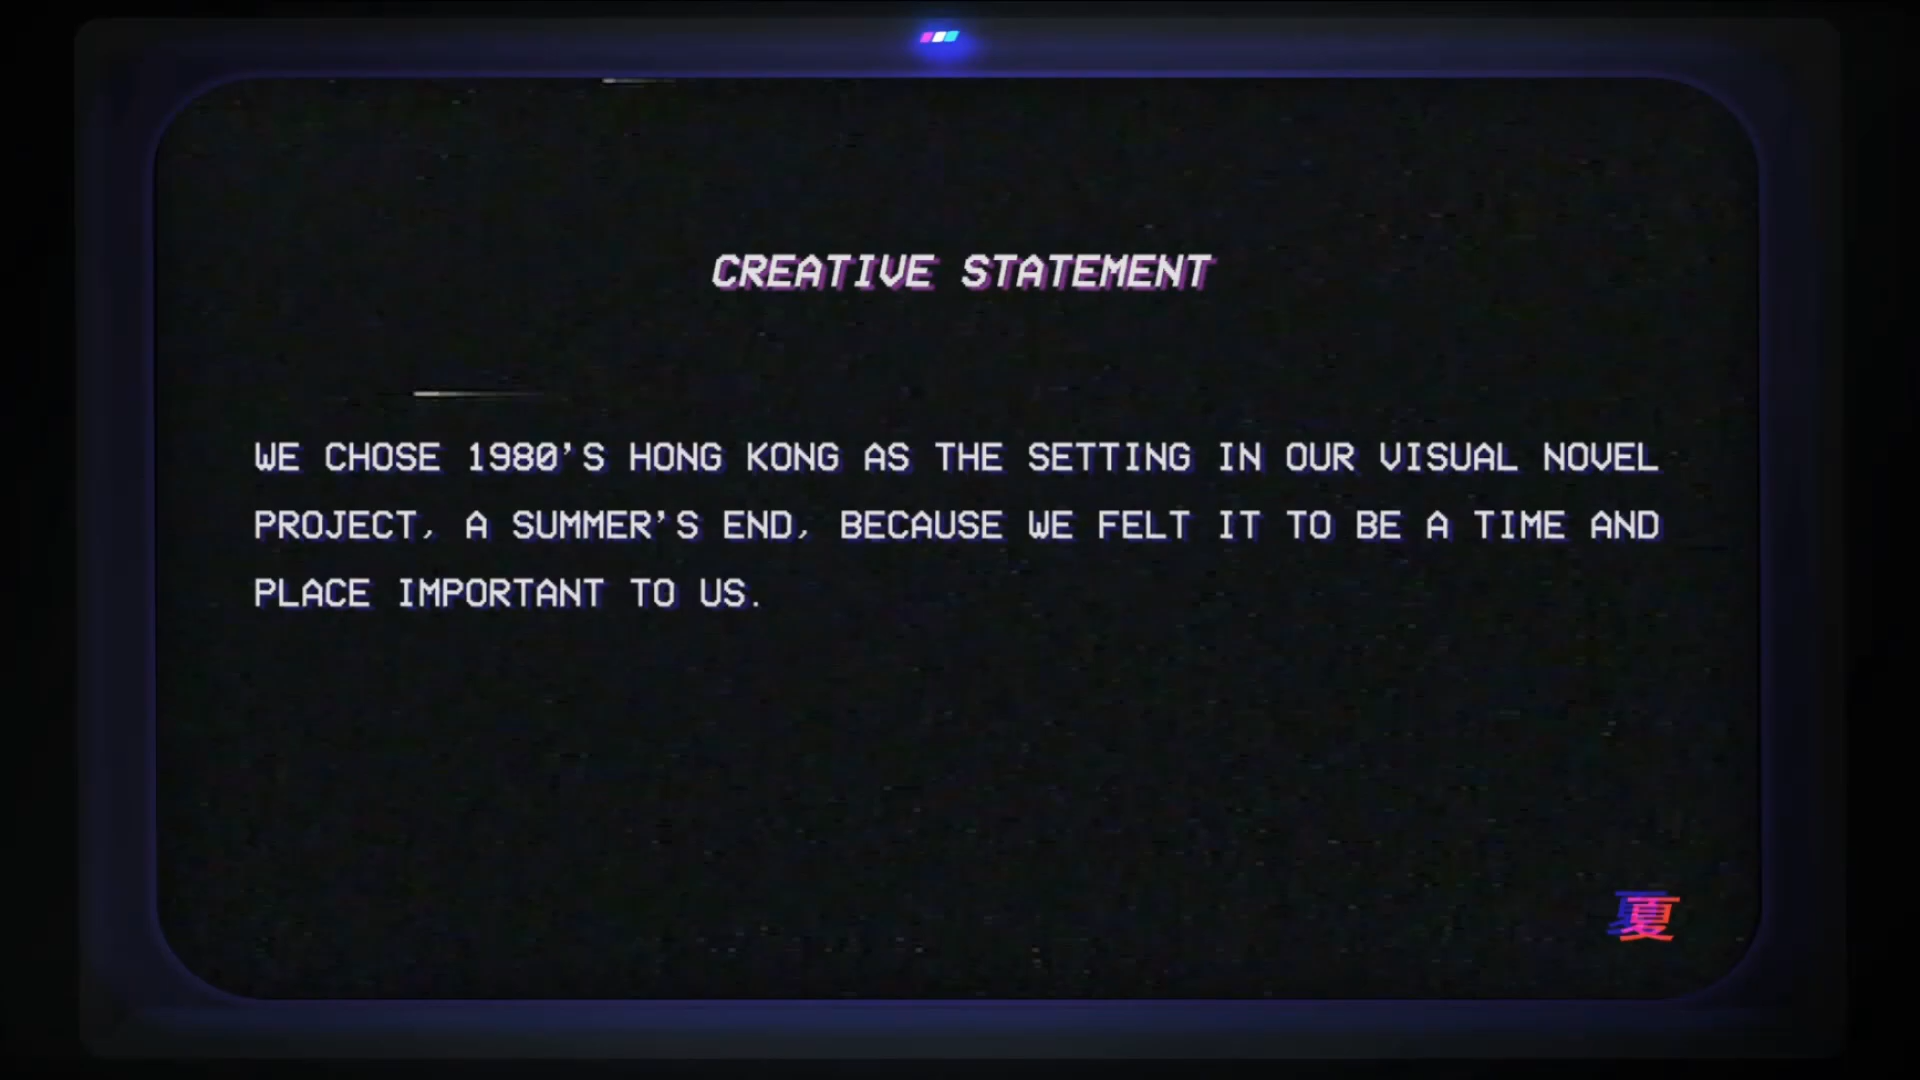 CREATIVE STATEMENT
WE CHOSE 1980'S HONG KONG AS THE SETTING IN OUR VISUAL NOVEL
PROJECT, A SUMMER'S END, BECAUSE WE FELT IT TO BE A TIME AND
PLACE IMPORTANT TO US.
夏